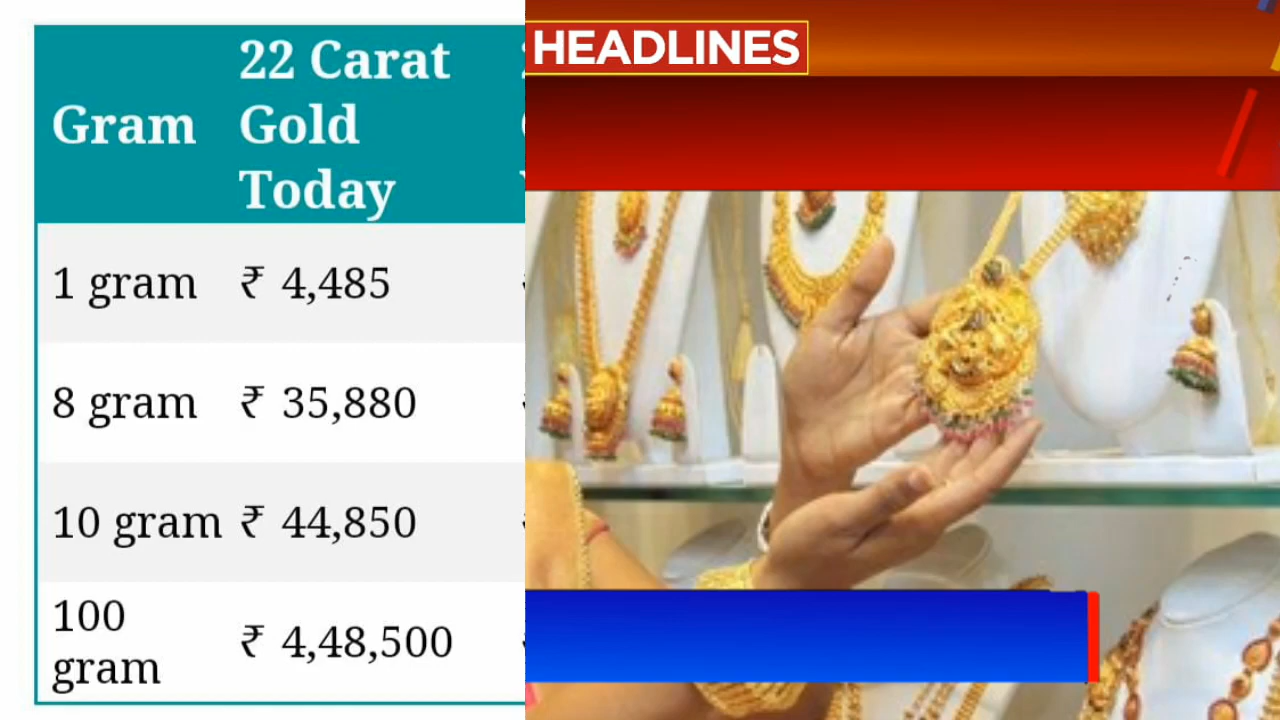 Gram
22 Carat
Gold
Today
1 gram ₹ 4,485
8 gram ₹ 35,880
10 gram ₹ 44,850
100
gram
₹ 4,48,500
HEADLINES